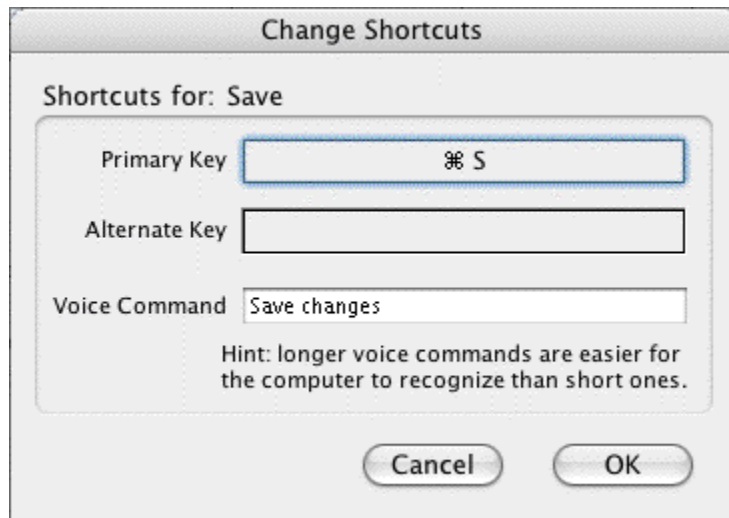 Change Shortcuts
Shortcuts for: Save
Primary Key ⌘ S
Alternate Key
Voice Command Save changes
Hint: longer voice commands are easier for
the computer to recognize than short ones.
Cancel OK